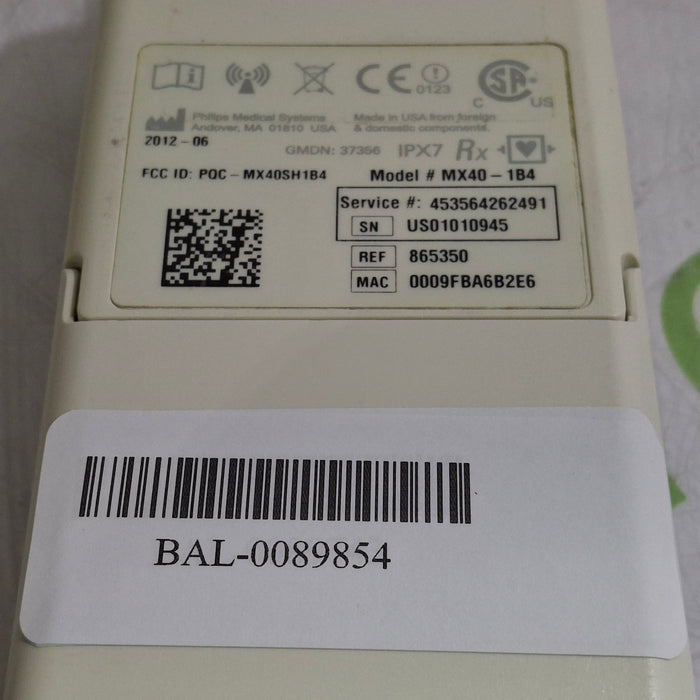 CE 0123
CSA
C US
Philips Medical Systems
Andover, MA 01810 USA
Made in USA from foreign
& domestic components.
2012-06
GMDN: 37356 IPX7 Rx
FCC ID: PQC-MX40SH1B4
Model # MX40-1B4
Service #: 453564262491
SN US01010945
REF 865350
MAC 0009FBA6B2E6
BAL-0089854